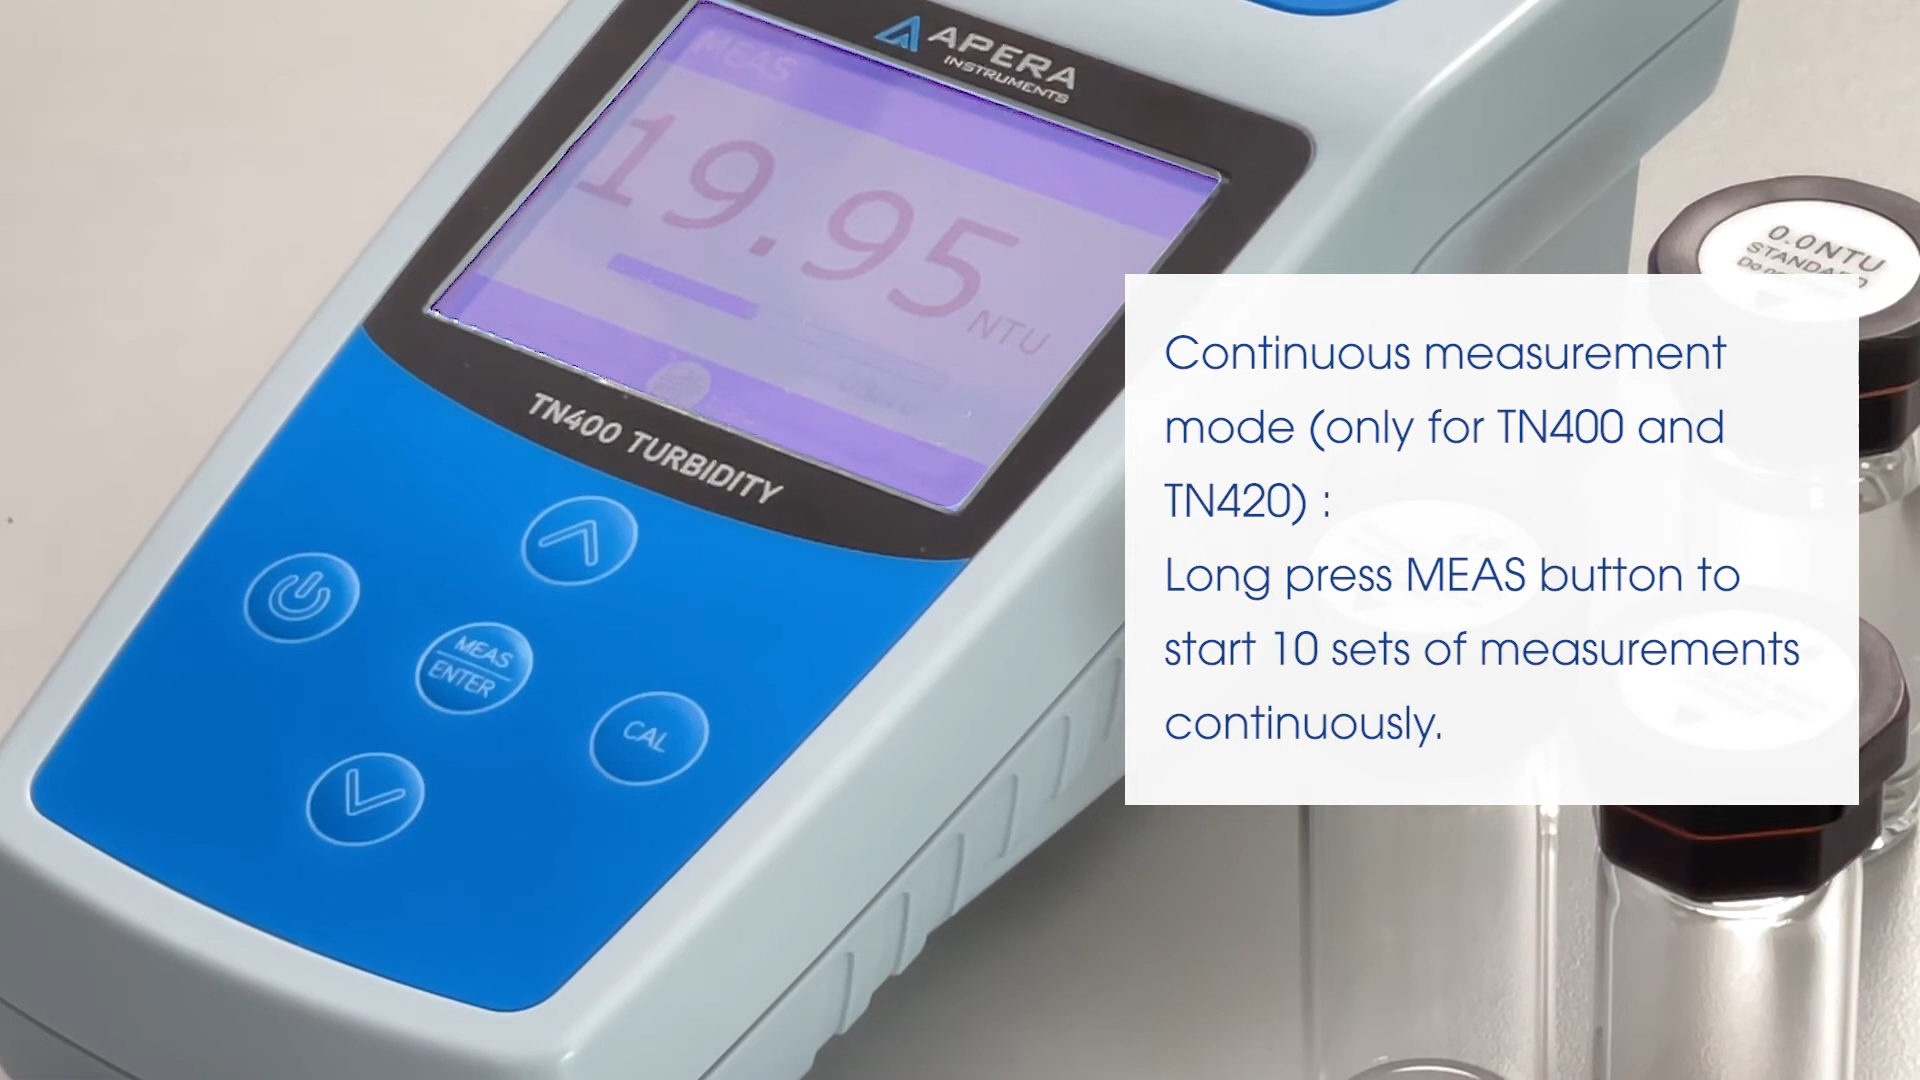 APERA
INSTRUMENTS
MEAS
19.95
NTU
TN400 TURBIDITY
MEAS
ENTER
CAL
0.0NTU
STANDARD
Continuous measurement
mode (only for TN400 and
TN420) :
Long press MEAS button to
start 10 sets of measurements
continuously.